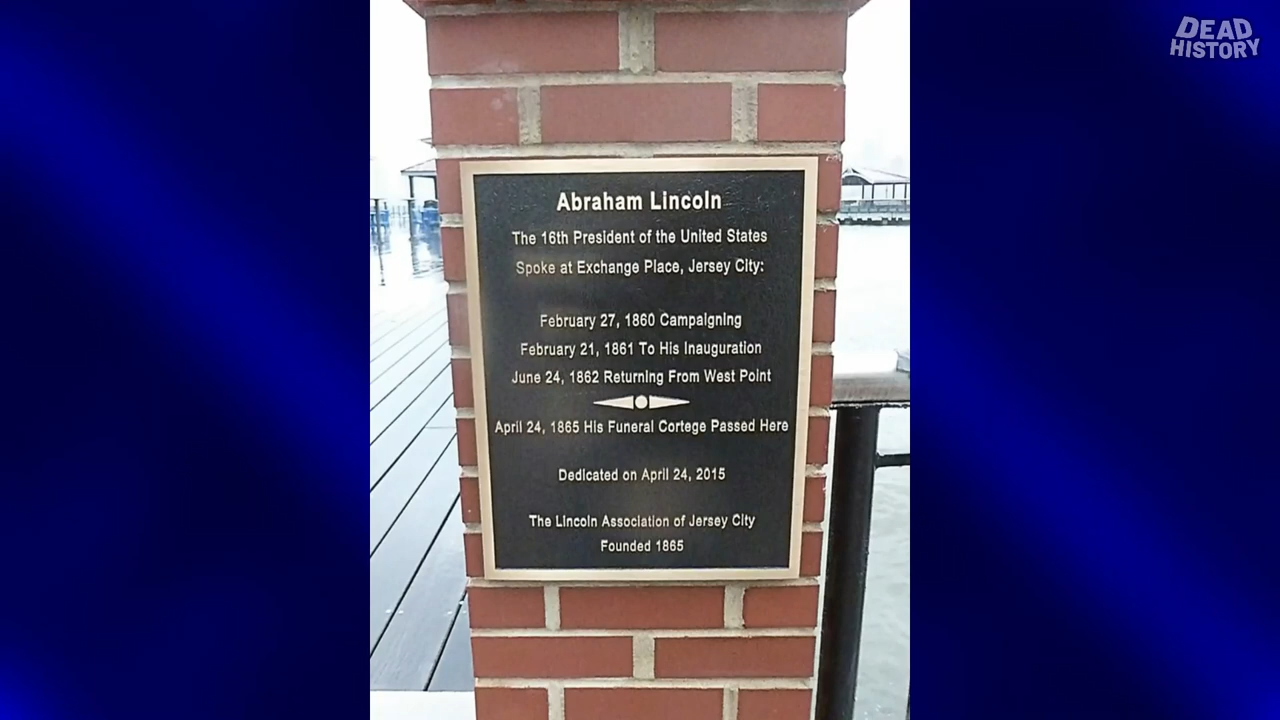 DEAD
HISTORY
Abraham Lincoln
The 16th President of the United States
Spoke at Exchange Place, Jersey City:
February 27, 1860 Campaigning
February 21, 1861 To His Inauguration
June 24, 1862 Returning From West Point
April 24, 1865 His Funeral Cortege Passed Here
Dedicated on April 24, 2015
The Lincoln Association of Jersey City
Founded 1865